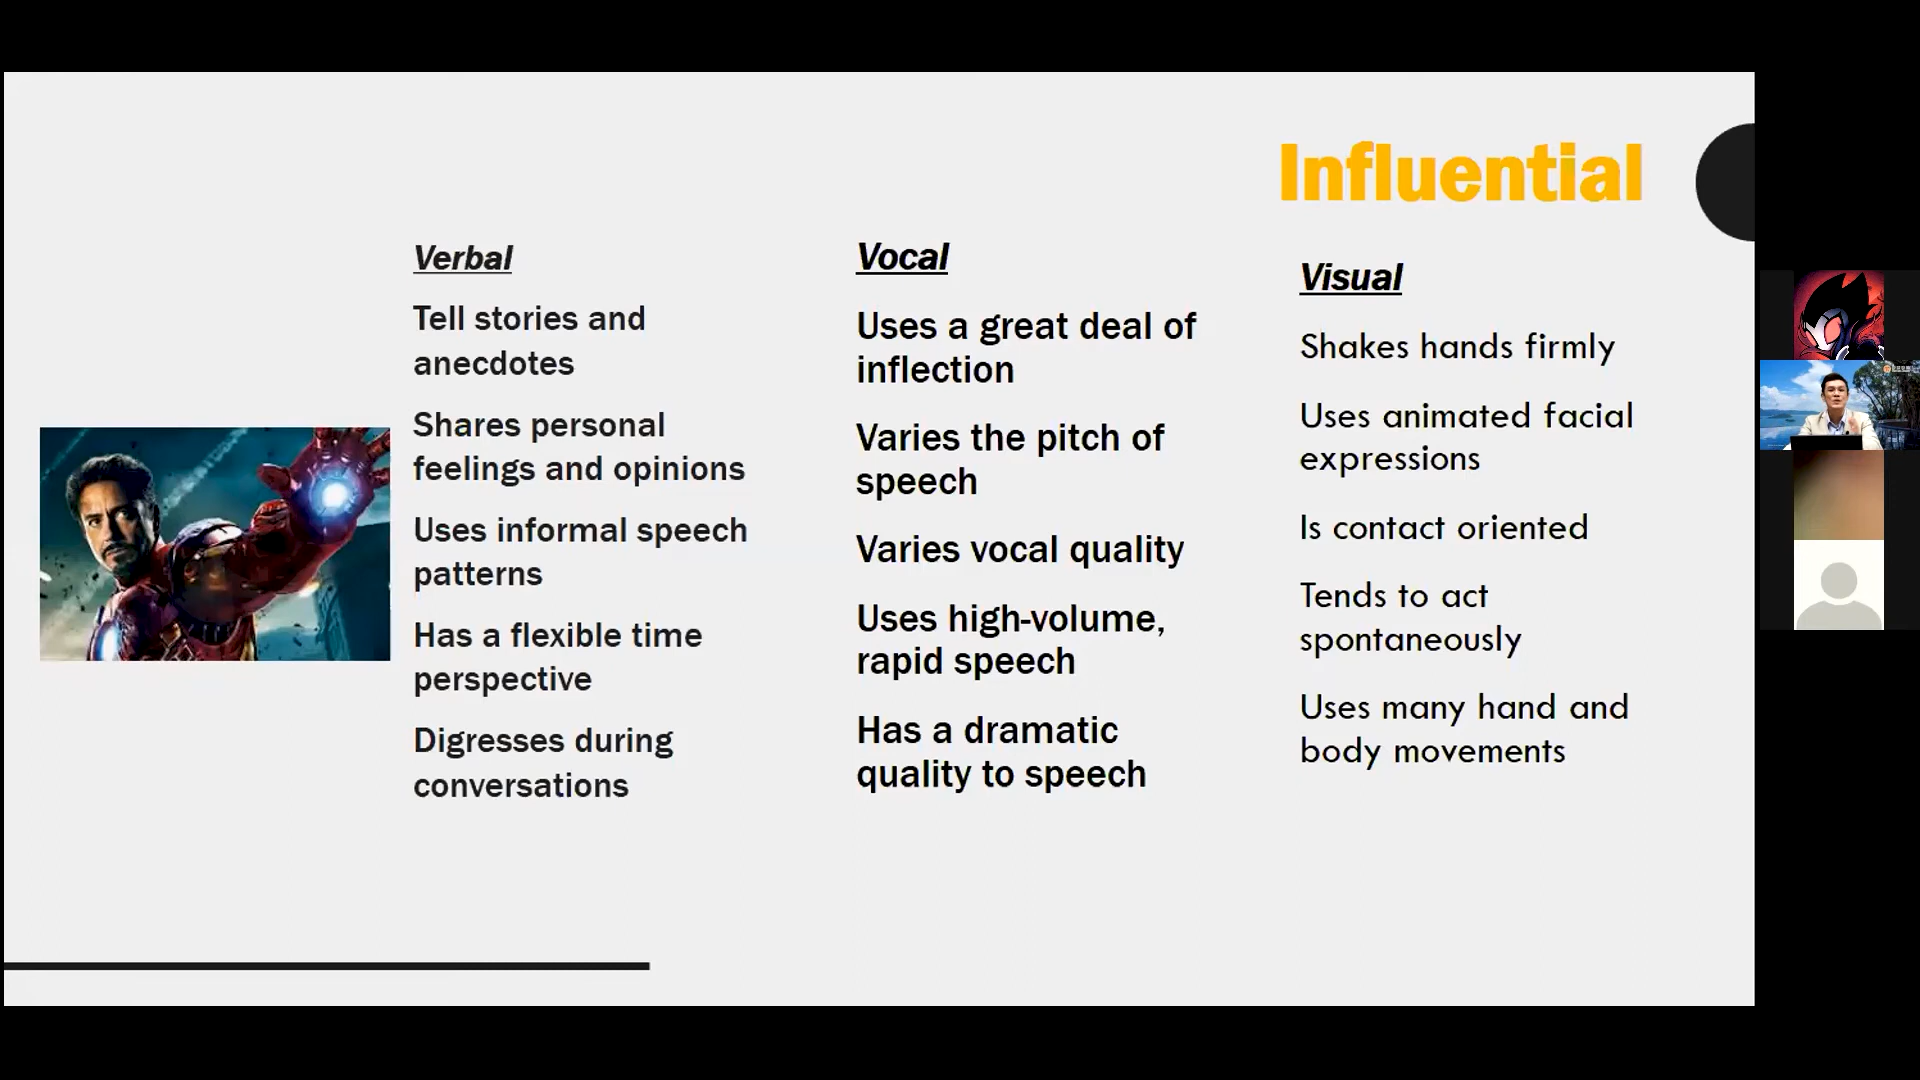 Influential
Verbal
Tell stories and
anecdotes
Shares personal
feelings and opinions
Uses informal speech
patterns
Has a flexible time
perspective
Digresses during
conversations
Vocal
Uses a great deal of
inflection
Varies the pitch of
speech
Varies vocal quality
Uses high-volume,
rapid speech
Has a dramatic
quality to speech
Visual
Shakes hands firmly
Uses animated facial
expressions
Is contact oriented
Tends to act
spontaneously
Uses many hand and
body movements